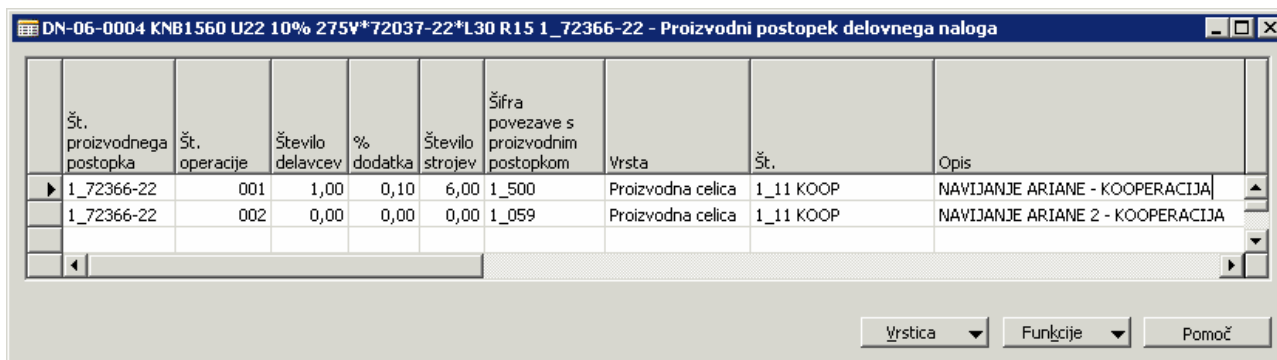 DN-06-0004 KNB1560 U22 10% 275V*72037-22*L30 R15 1_72366-22 - Proizvodni postopek delovnega naloga
Št. proizvodnega postopka Št. operacije Število delavcev % dodatka Število strojev Šifra povezave s proizvodnim postopkom Vrsta Št. Opis
1_72366-22 001 1,00 0,10 6,00 1_500 Proizvodna celica 1_11 KOOP NAVIJANJE ARIANE - KOOPERACIJA
1_72366-22 002 0,00 0,00 0,00 1_059 Proizvodna celica 1_11 KOOP NAVIJANJE ARIANE 2 - KOOPERACIJA
Vrstica Funkcije Pomoč